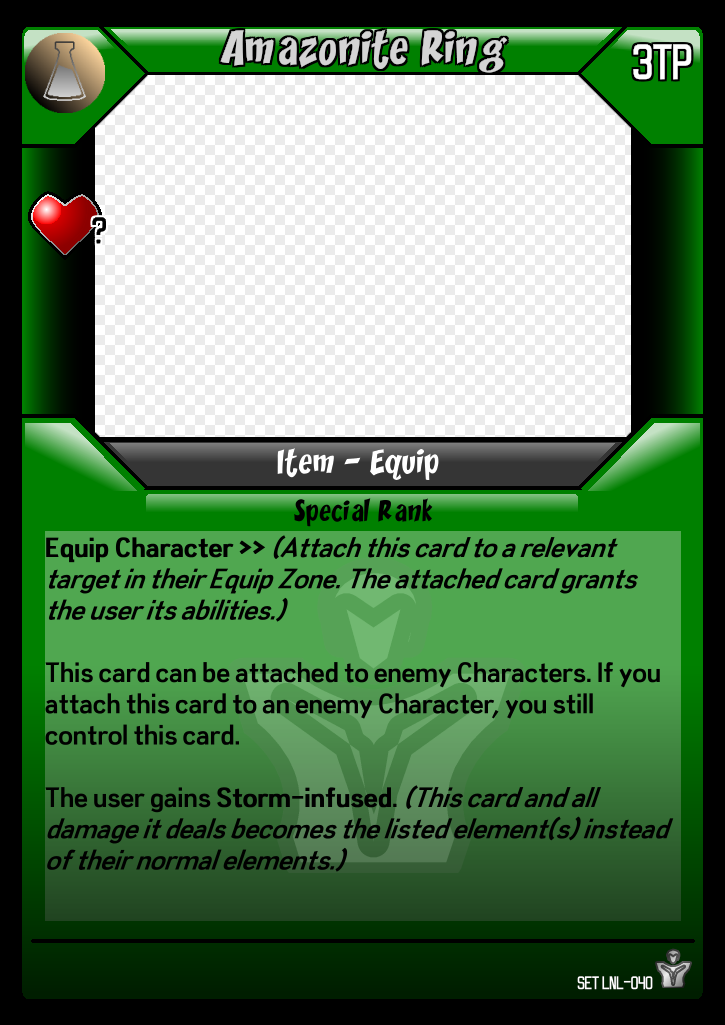 Amazonite Ring
3TP
?
Item - Equip
Special Rank
Equip Character >> (Attach this card to a relevant
target in their Equip Zone. The attached card grants
the user its abilities.)
This card can be attached to enemy Characters. If you
attach this card to an enemy Character, you still
control this card.
The user gains Storm-infused. (This card and all
damage it deals becomes the listed element(s) instead
of their normal elements.)
SET LNL-040